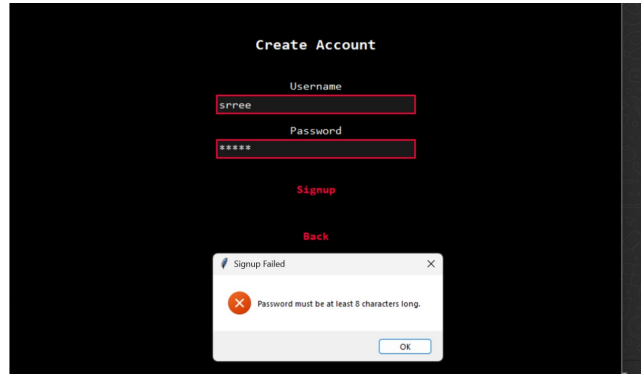 Create Account
Username
srree
Password
*****
Signup
Back
Signup Failed
Password must be at least 8 characters long.
OK